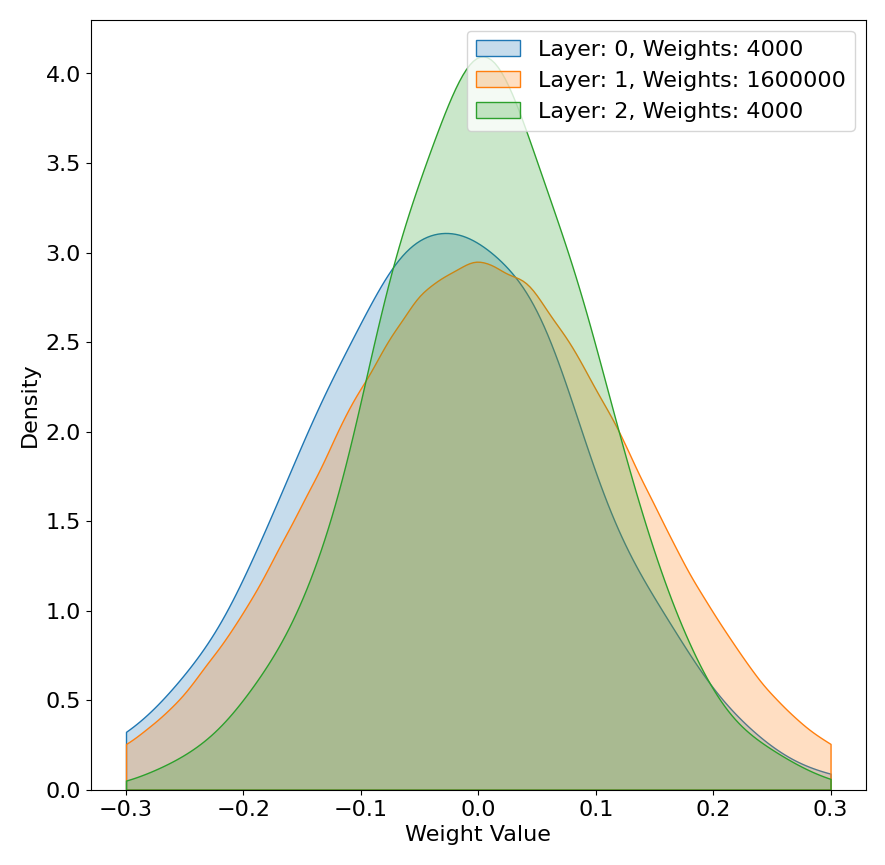 Layer: 0, Weights: 4000
Layer: 1, Weights: 1600000
Layer: 2, Weights: 4000
4.0
3.5
3.0
2.5
2.0
1.5
1.0
0.5
0.0
Density
−0.3 −0.2 −0.1 0.0 0.1 0.2 0.3
Weight Value